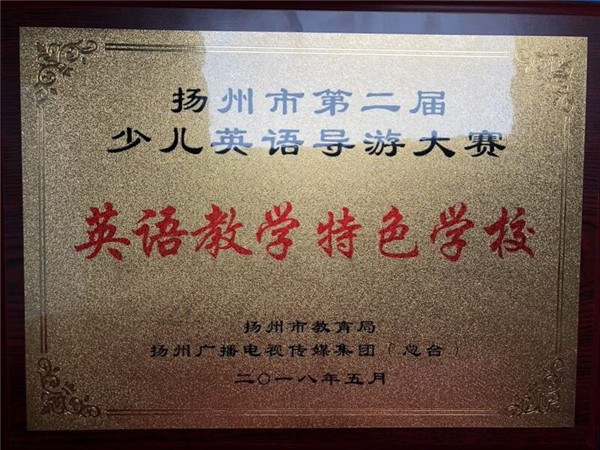 扬州市第二届
少儿英语导游大赛
英语教学特色学校
扬州市教育局
扬州广播电视传媒集团（总台）
二〇一八年五月